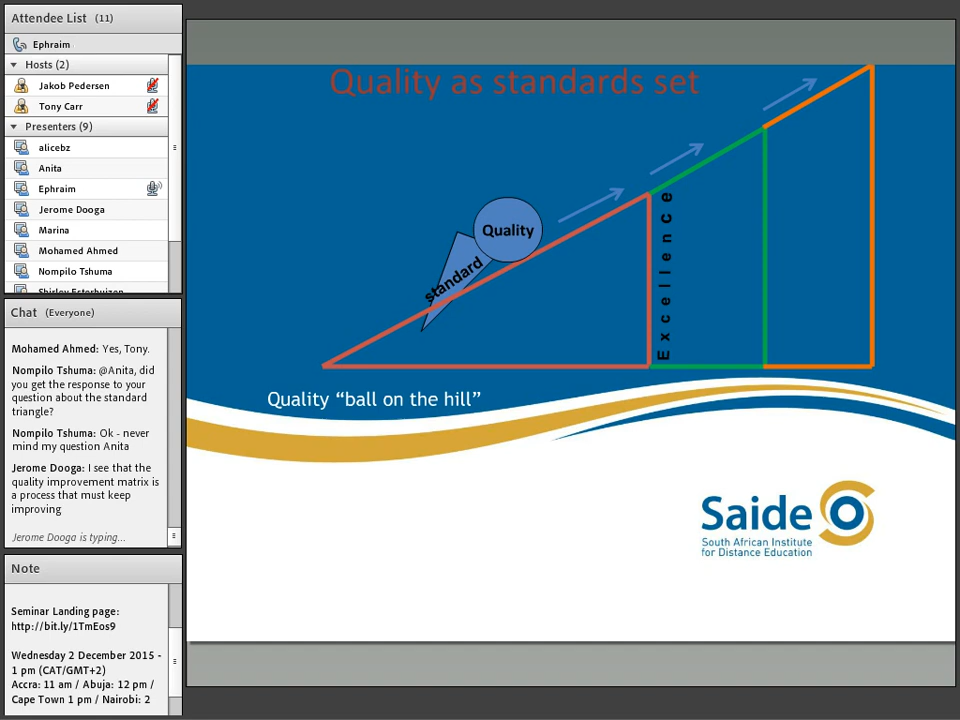 Attendee List (11)
Ephraim
Hosts (2)
Jakob Pedersen
Tony Carr
Presenters (9)
alicebz
Anita
Ephraim
Jerome Dooga
Marina
Mohamed Ahmed
Nompilo Tshuma
Shirley Esterhuizen
Chat (Everyone)
Mohamed Ahmed: Yes, Tony.
Nompilo Tshuma: @Anita, did
you get the response to your
question about the standard
triangle?
Nompilo Tshuma: Ok - never
mind my question Anita
Jerome Dooga: I see that the
quality improvement matrix is
a process that must keep
improving
Jerome Dooga is typing...
Note
Seminar Landing page:
http://bit.ly/1TmEos9
Wednesday 2 December 2015 -
1 pm (CAT/GMT+2)
Accra: 11 am / Abuja: 12 pm /
Cape Town 1 pm / Nairobi: 2
Quality as standards set
Quality
standard
Excellence
Quality “ball on the hill”
Saide
South African Institute
for Distance Education